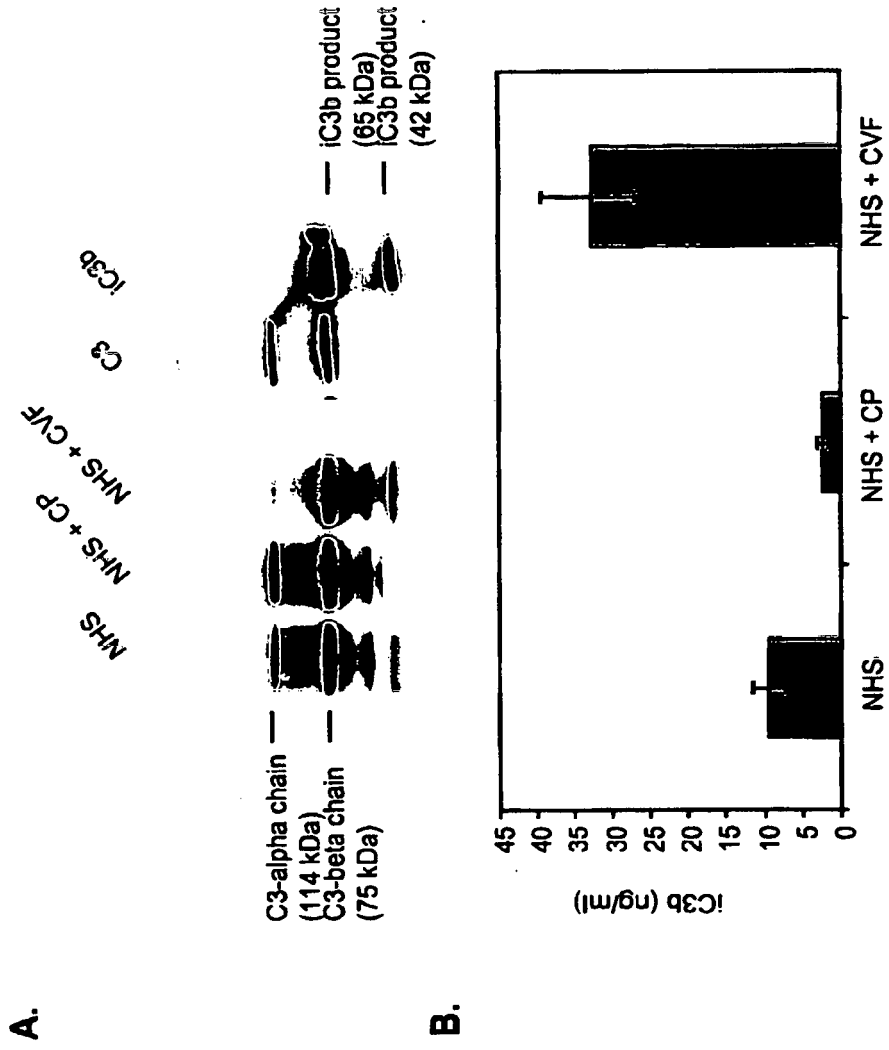 A.
NHS
NHS + CP
NHS + CVF
C3
iC3b
C3-alpha chain
(114 kDa)
C3-beta chain
(75 kDa)
iC3b product
(65 kDa)
iC3b product
(42 kDa)
B.
iC3b (ng/ml)
45
40
35
30
25
20
15
10
5
0
NHS
NHS + CP
NHS + CVF